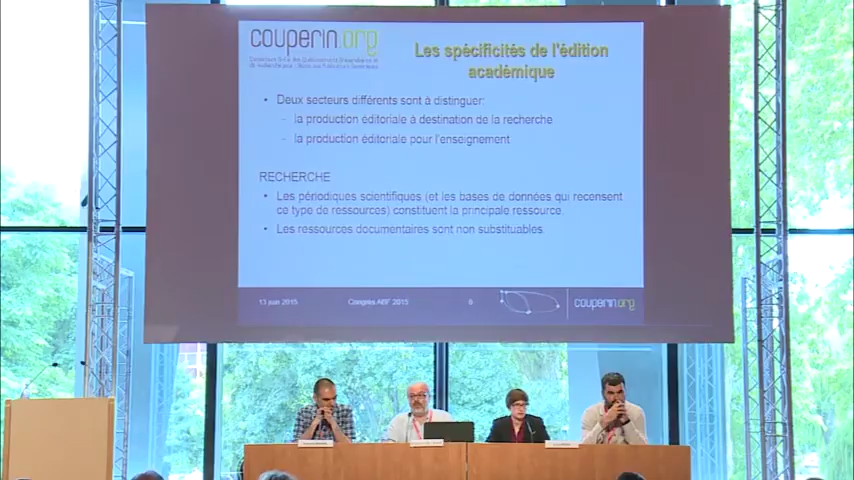 couperin.org
Les spécificités de l'édition
académique
• Deux secteurs différents sont à distinguer:
– la production éditoriale à destination de la recherche
– la production éditoriale pour l'enseignement
RECHERCHE
• Les périodiques scientifiques (et les bases de données qui recensent
ce type de ressources) constituent la principale ressource.
• Les ressources documentaires sont non substituables.
13 juin 2015 Congrès ABF 2015 couperin.org